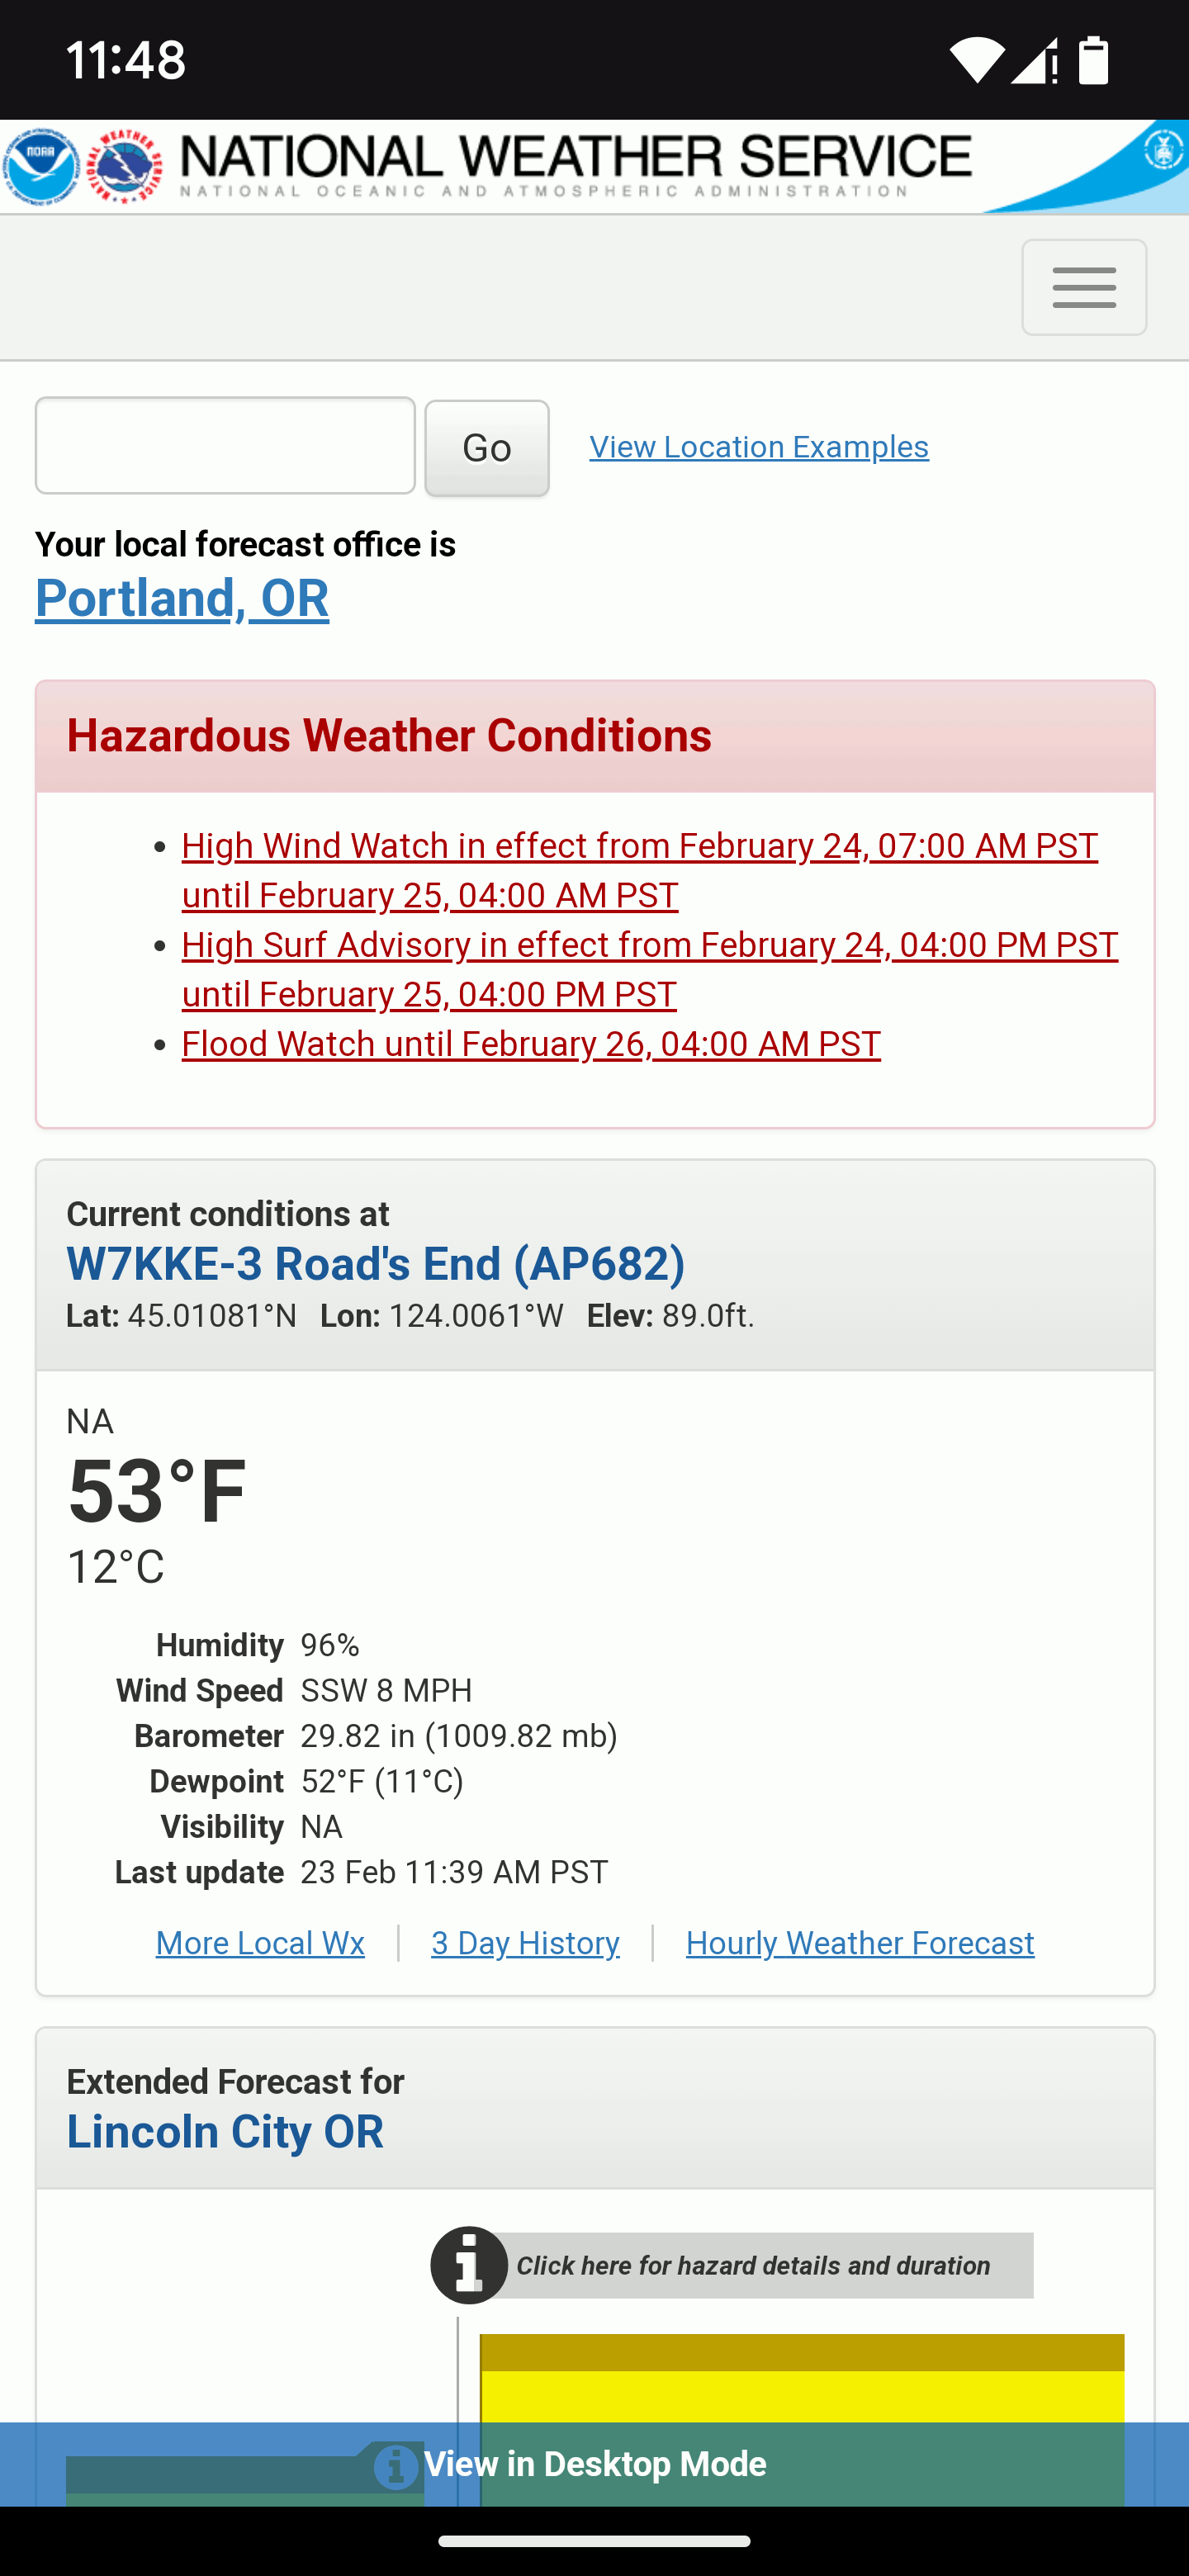 11:48
NOAA
NATIONAL WEATHER SERVICE
NATIONAL OCEANIC AND ATMOSPHERIC ADMINISTRATION
Go
View Location Examples
Your local forecast office is
Portland, OR
Hazardous Weather Conditions
• High Wind Watch in effect from February 24, 07:00 AM PST
until February 25, 04:00 AM PST
• High Surf Advisory in effect from February 24, 04:00 PM PST
until February 25, 04:00 PM PST
• Flood Watch until February 26, 04:00 AM PST
Current conditions at
W7KKE-3 Road's End (AP682)
Lat: 45.01081°N Lon: 124.0061°W Elev: 89.0ft.
NA
53°F
12°C
Humidity 96%
Wind Speed SSW 8 MPH
Barometer 29.82 in (1009.82 mb)
Dewpoint 52°F (11°C)
Visibility NA
Last update 23 Feb 11:39 AM PST
More Local Wx 3 Day History Hourly Weather Forecast
Extended Forecast for
Lincoln City OR
Click here for hazard details and duration
View in Desktop Mode